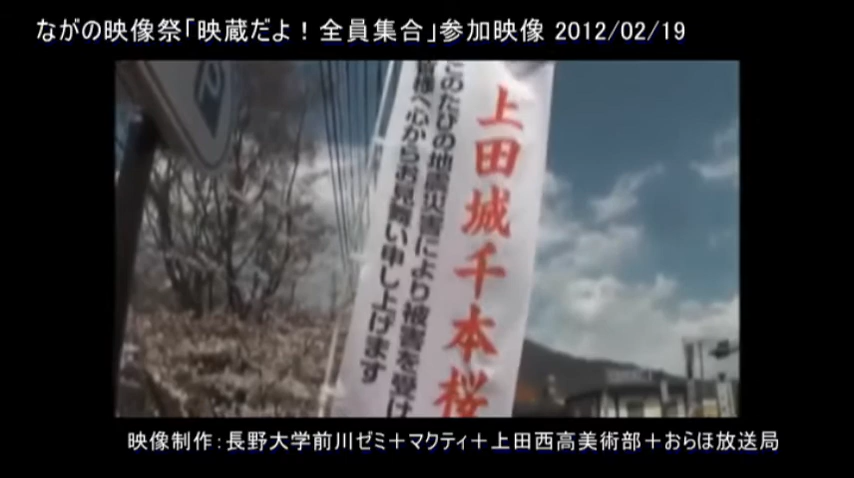 ながの映像祭「映蔵だよ！全員集合」参加映像 2012/02/19
上田城千本桜
このたびの地震災害により被害を受け
皆様へ心からお見舞い申し上げます
映像制作：長野大学前川ゼミ＋マクティ＋上田西高美術部＋おらほ放送局